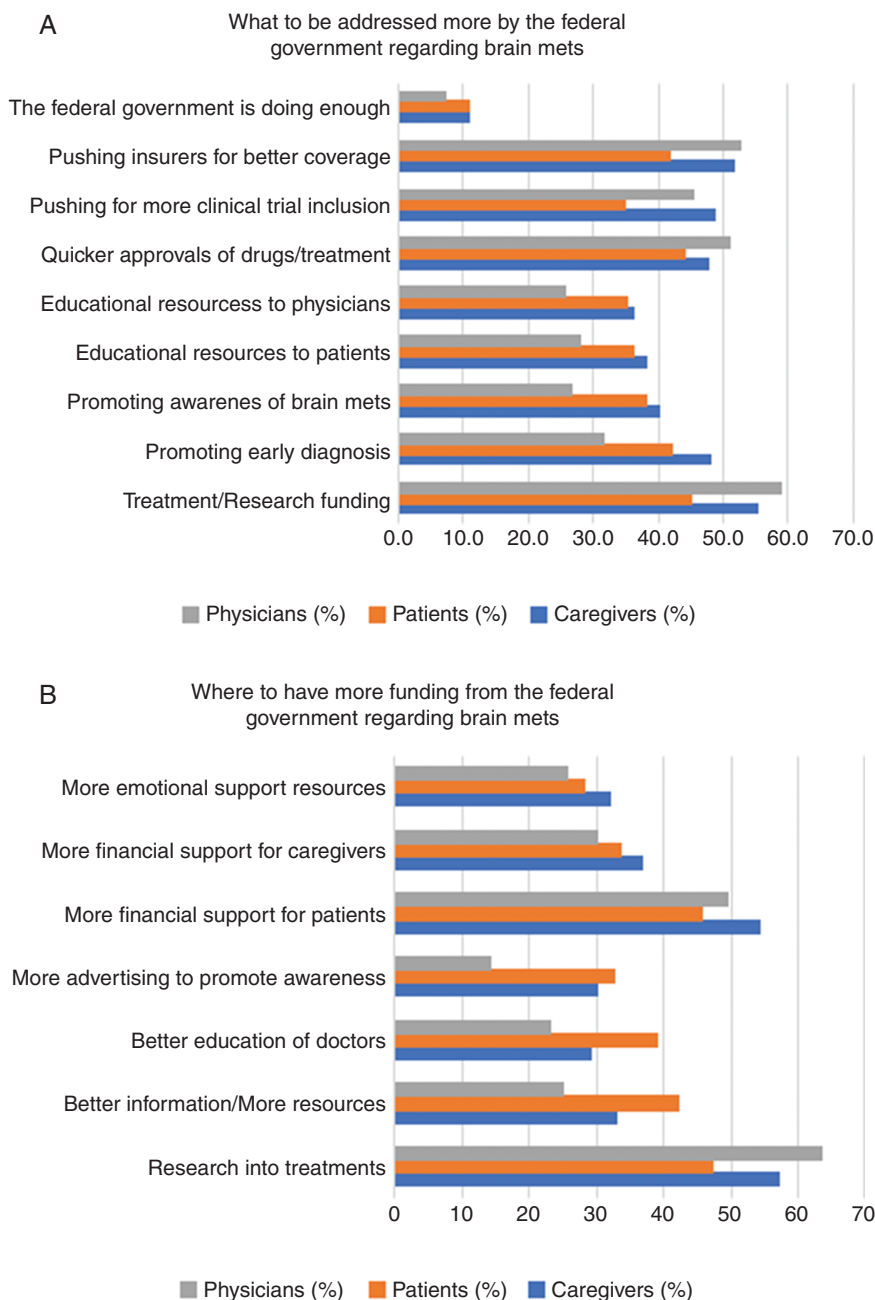 A
What to be addressed more by the federal
government regarding brain mets
The federal government is doing enough
Pushing insurers for better coverage
Pushing for more clinical trial inclusion
Quicker approvals of drugs/treatment
Educational resourcess to physicians
Educational resources to patients
Promoting awarenes of brain mets
Promoting early diagnosis
Treatment/Research funding
0.0 10.0 20.0 30.0 40.0 50.0 60.0 70.0
Physicians (%) Patients (%) Caregivers (%)
B
Where to have more funding from the federal
government regarding brain mets
More emotional support resources
More financial support for caregivers
More financial support for patients
More advertising to promote awareness
Better education of doctors
Better information/More resources
Research into treatments
0 10 20 30 40 50 60 70
Physicians (%) Patients (%) Caregivers (%)